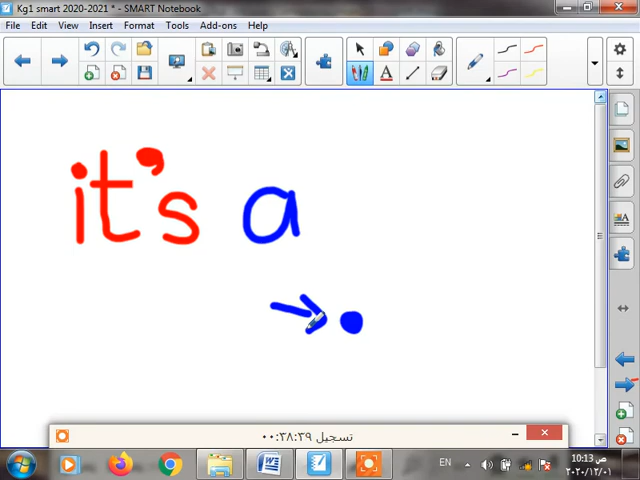 Kg1 smart 2020-2021 * - SMART Notebook
File Edit View Insert Format Tools Add-ons Help
it's a
تسجيل ٠٠:٣٨:٣٩
EN
10:13 ص
٢٠٢٠/١٢/٠١